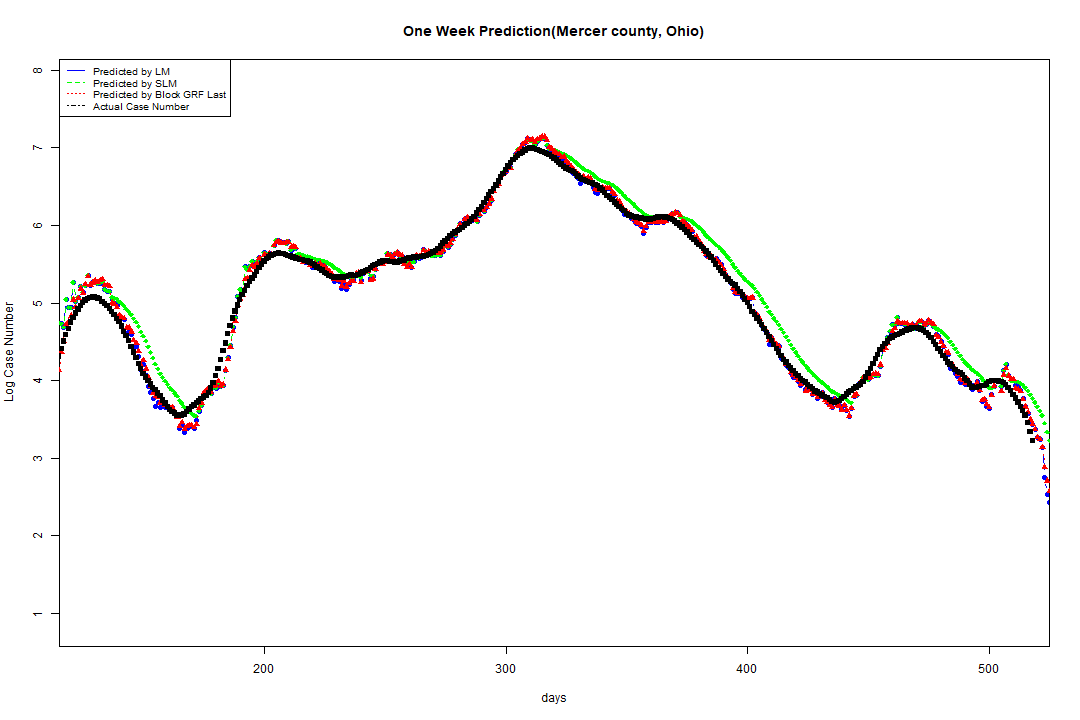 One Week Prediction(Mercer county, Ohio)
Predicted by LM
Predicted by SLM
Predicted by Block GRF Last
Actual Case Number
8
7
6
5
4
3
2
1
Log Case Number
200 300 400 500
days